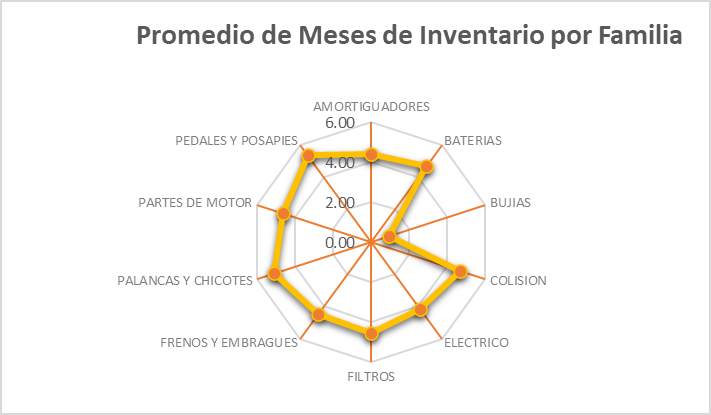 Promedio de Meses de Inventario por Familia
AMORTIGUADORES
6.00
PEDALES Y POSAPIES
BATERIAS
4.00
PARTES DE MOTOR
2.00
BUJIAS
0.00
PALANCAS Y CHICOTES
COLISION
FRENOS Y EMBRAGUES
ELECTRICO
FILTROS